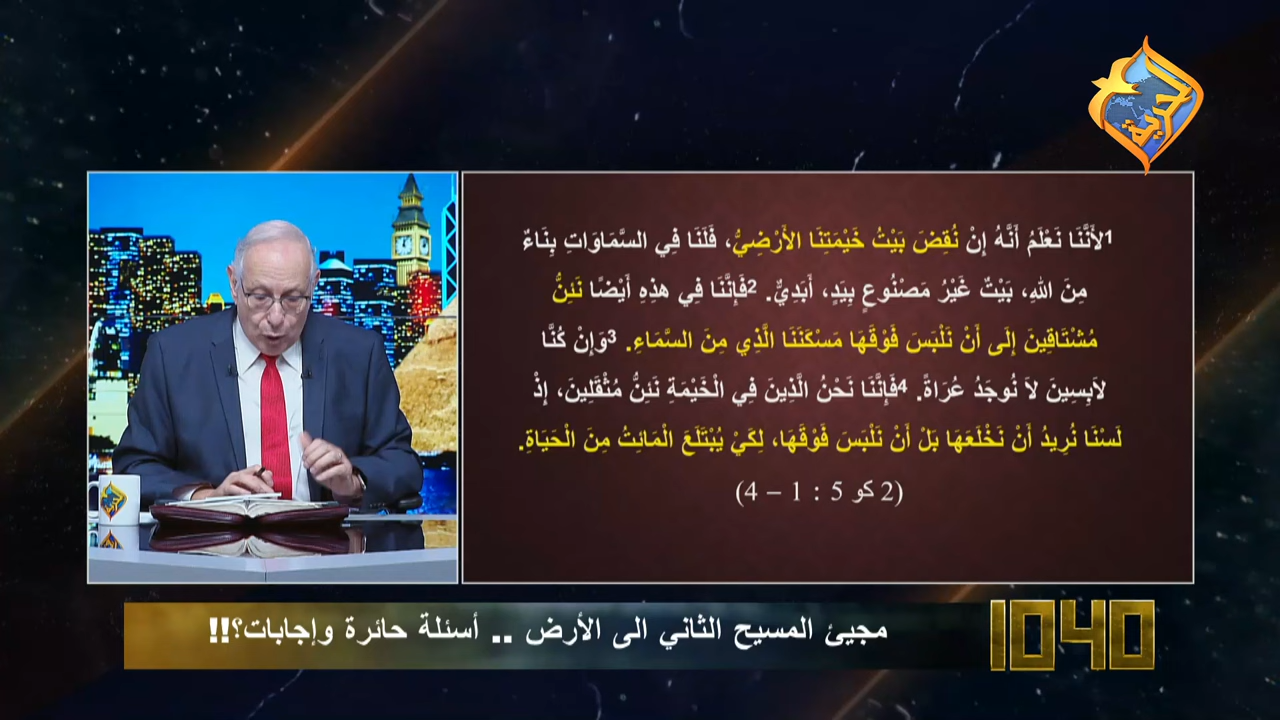 الحرية
1لأَنَّنَا نَعْلَمُ أَنَّهُ إِنْ نُقِضَ بَيْتُ خَيْمَتِنَا الأَرْضِيُّ، فَلَنَا فِي السَّمَاوَاتِ بِنَاءٌ
مِنَ اللهِ، بَيْتٌ غَيْرُ مَصْنُوعٍ بِيَدٍ، أَبَدِيٌّ. 2فَإِنَّنَا فِي هذِهِ أَيْضًا نَئِنُّ
مُشْتَاقِينَ إِلَى أَنْ نَلْبَسَ فَوْقَهَا مَسْكَنَنَا الَّذِي مِنَ السَّمَاءِ. 3وَإِنْ كُنَّا
لاَبِسِينَ لاَ نُوجَدُ عُرَاةً. 4فَإِنَّنَا نَحْنُ الَّذِينَ فِي الْخَيْمَةِ نَئِنُّ مُثْقَلِينَ، إِذْ
لَسْنَا نُرِيدُ أَنْ نَخْلَعَهَا بَلْ أَنْ نَلْبَسَ فَوْقَهَا، لِكَيْ يُبْتَلَعَ الْمَائِتُ مِنَ الْحَيَاةِ.
(2 كو 5 : 1 – 4)
مجيئ المسيح الثاني الى الأرض .. أسئلة حائرة وإجابات؟!!
1040